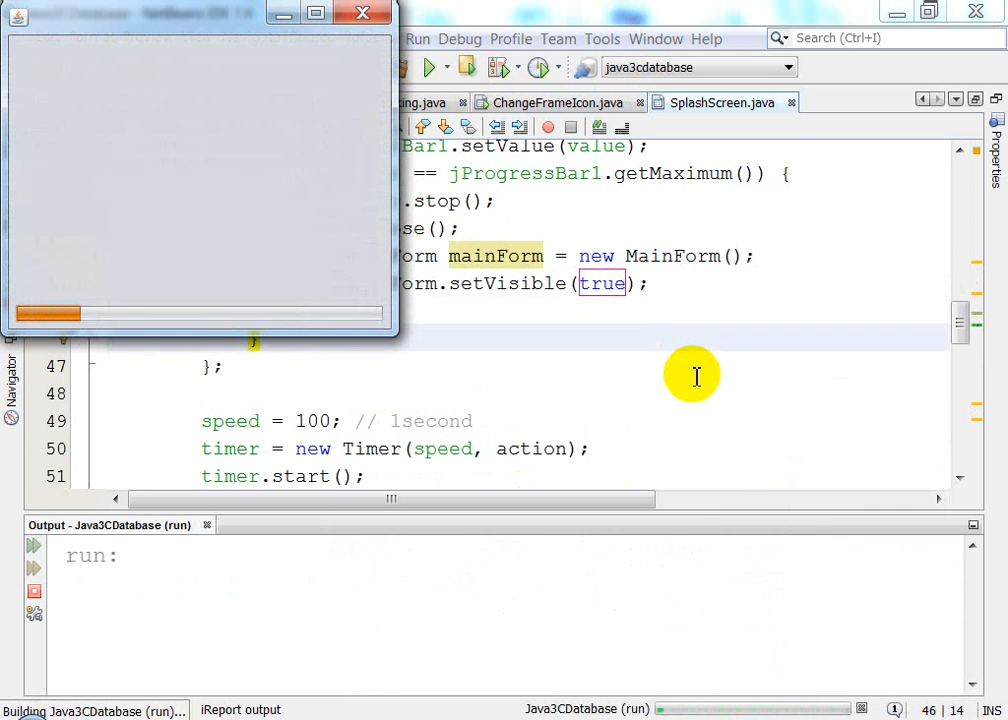 Run Debug Profile Team Tools Window Help
Search (Ctrl+I)
java3cdatabase
ting.java ChangeFrameIcon.java SplashScreen.java
Bar1.setValue(value);
== jProgressBar1.getMaximum()) {
.stop();
se();
orm mainForm = new MainForm();
orm.setVisible(true);
}
47 };
48
49 speed = 100; // 1second
50 timer = new Timer(speed, action);
51 timer.start();
Properties
Navigator
Output - Java3CDatabase (run)
run:
Building Java3CDatabase (run)... iReport output Java3CDatabase (run) 46 | 14 INS